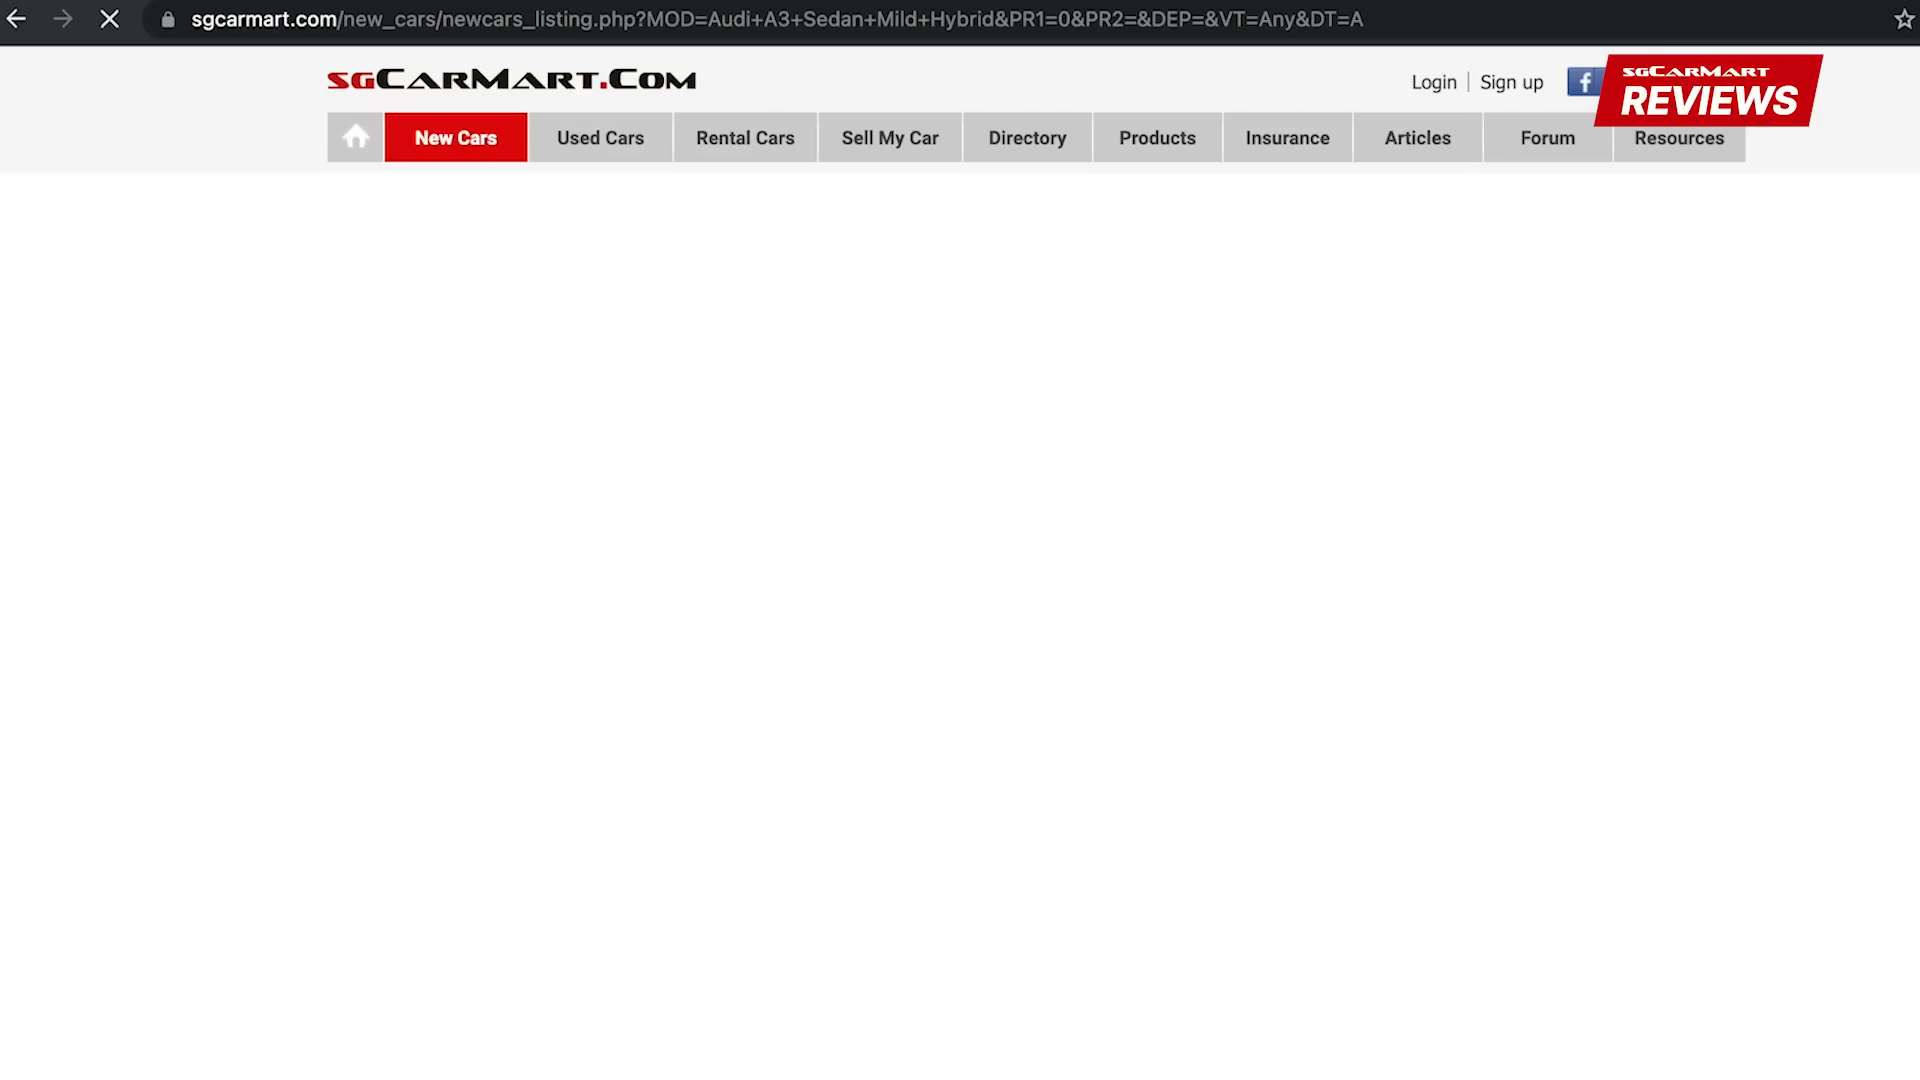 sgcarmart.com/new_cars/newcars_listing.php?MOD=Audi+A3+Sedan+Mild+Hybrid&PR1=0&PR2=&DEP=&VT=Any&DT=A
sgCarMart.Com
Login | Sign up
f
sgCarMart
REVIEWS
New Cars
Used Cars
Rental Cars
Sell My Car
Directory
Products
Insurance
Articles
Forum
Resources